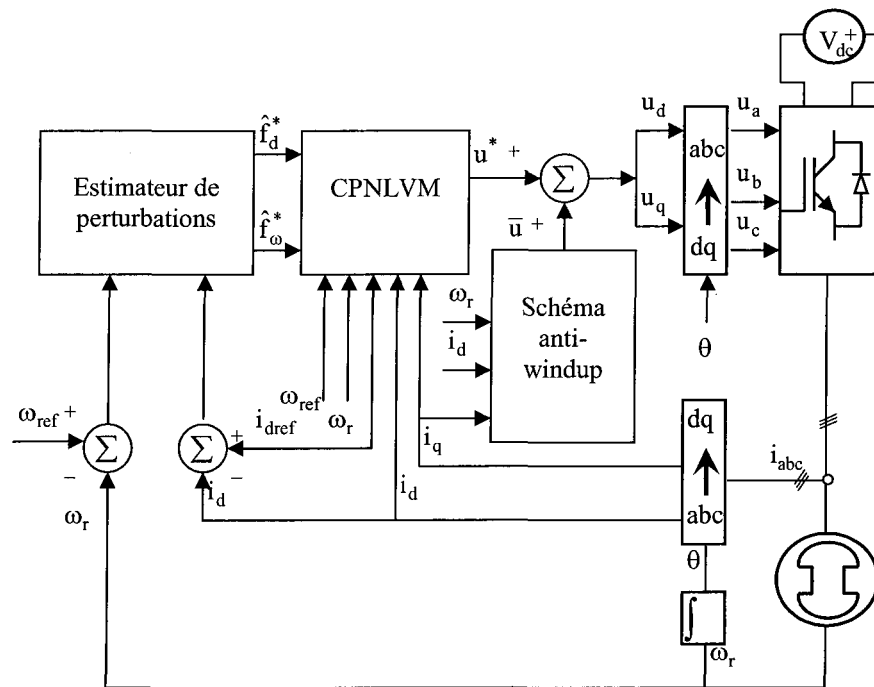 V_dc +
f̂_d^*
f̂_ω^*
Estimateur de
perturbations
CPNLVM
u^* +
Σ
ū +
u_d
u_q
abc
dq
θ
u_a
u_b
u_c
ω_r
i_d
Schéma
anti-
windup
ω_ref +
Σ
−
ω_r
Σ
+
−
i_d
i_dref
ω_ref
ω_r
i_q
i_d
dq
abc
i_abc
θ
∫
ω_r